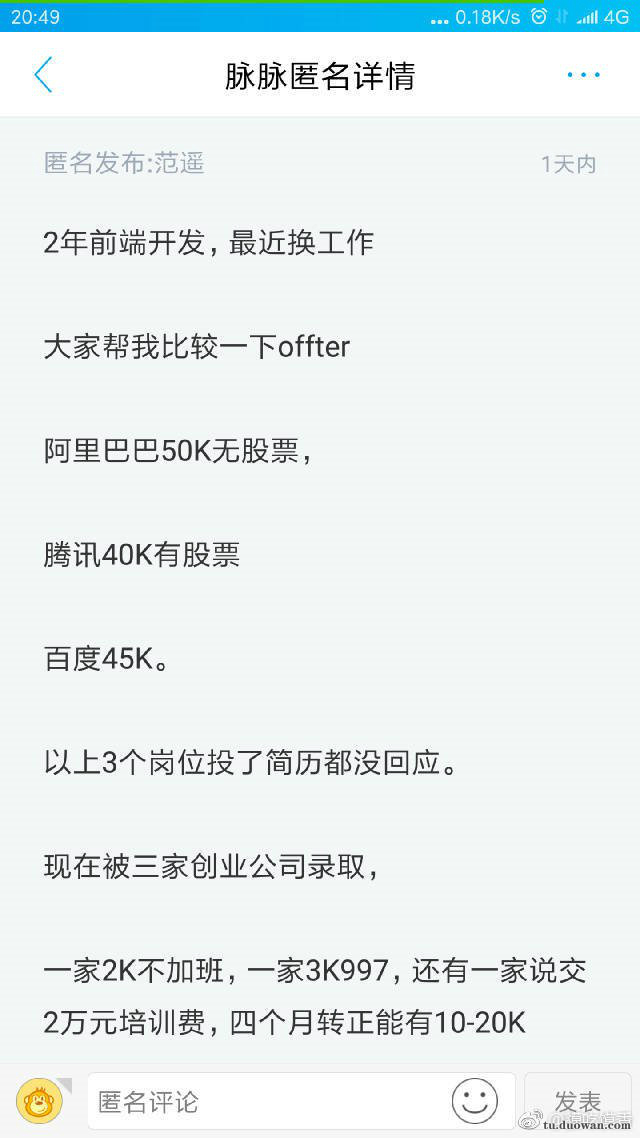 20:49
... 0.18K/s 4G
脉脉匿名详情
...
匿名发布:范遥
1天内
2年前端开发，最近换工作
大家帮我比较一下offter
阿里巴巴50K无股票，
腾讯40K有股票
百度45K。
以上3个岗位投了简历都没回应。
现在被三家创业公司录取，
一家2K不加班，一家3K997，还有一家说交
2万元培训费，四个月转正能有10-20K
匿名评论
发表
tu.duowan.com